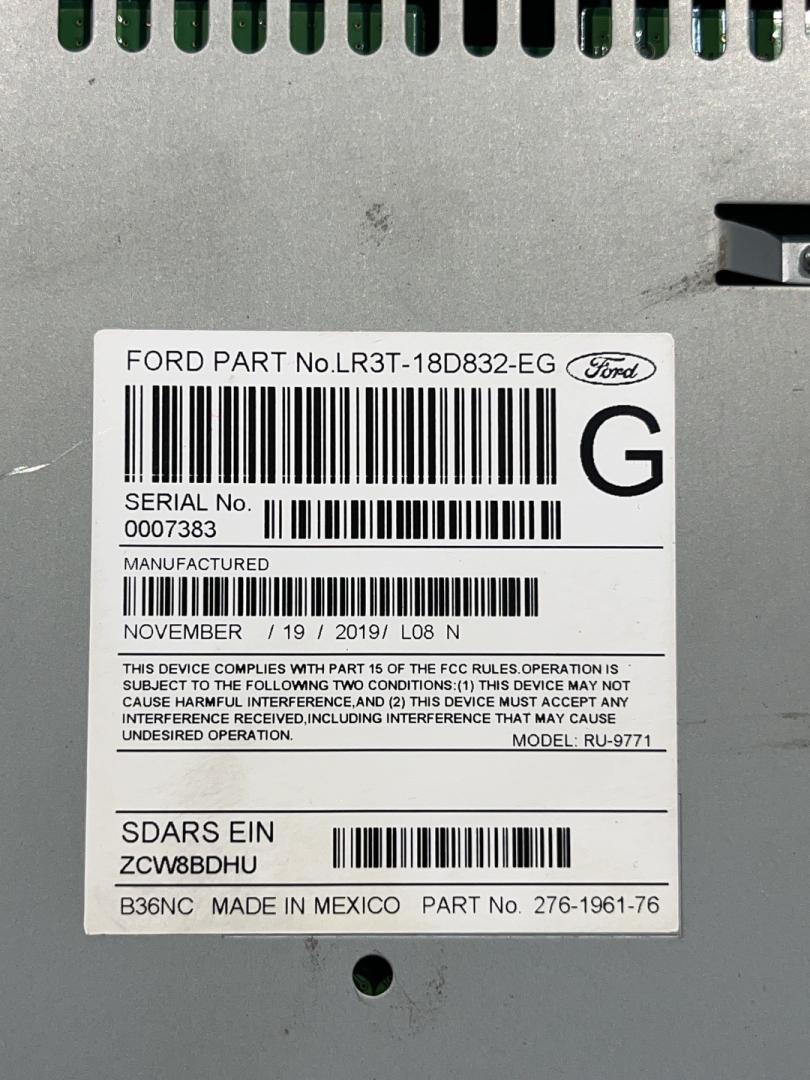 FORD PART No.LR3T-18D832-EG Ford
G
SERIAL No.
0007383
MANUFACTURED
NOVEMBER / 19 / 2019/ L08 N
THIS DEVICE COMPLIES WITH PART 15 OF THE FCC RULES.OPERATION IS
SUBJECT TO THE FOLLOWING TWO CONDITIONS:(1) THIS DEVICE MAY NOT
CAUSE HARMFUL INTERFERENCE,AND (2) THIS DEVICE MUST ACCEPT ANY
INTERFERENCE RECEIVED,INCLUDING INTERFERENCE THAT MAY CAUSE
UNDESIRED OPERATION.
MODEL: RU-9771
SDARS EIN
ZCW8BDHU
B36NC MADE IN MEXICO PART No. 276-1961-76